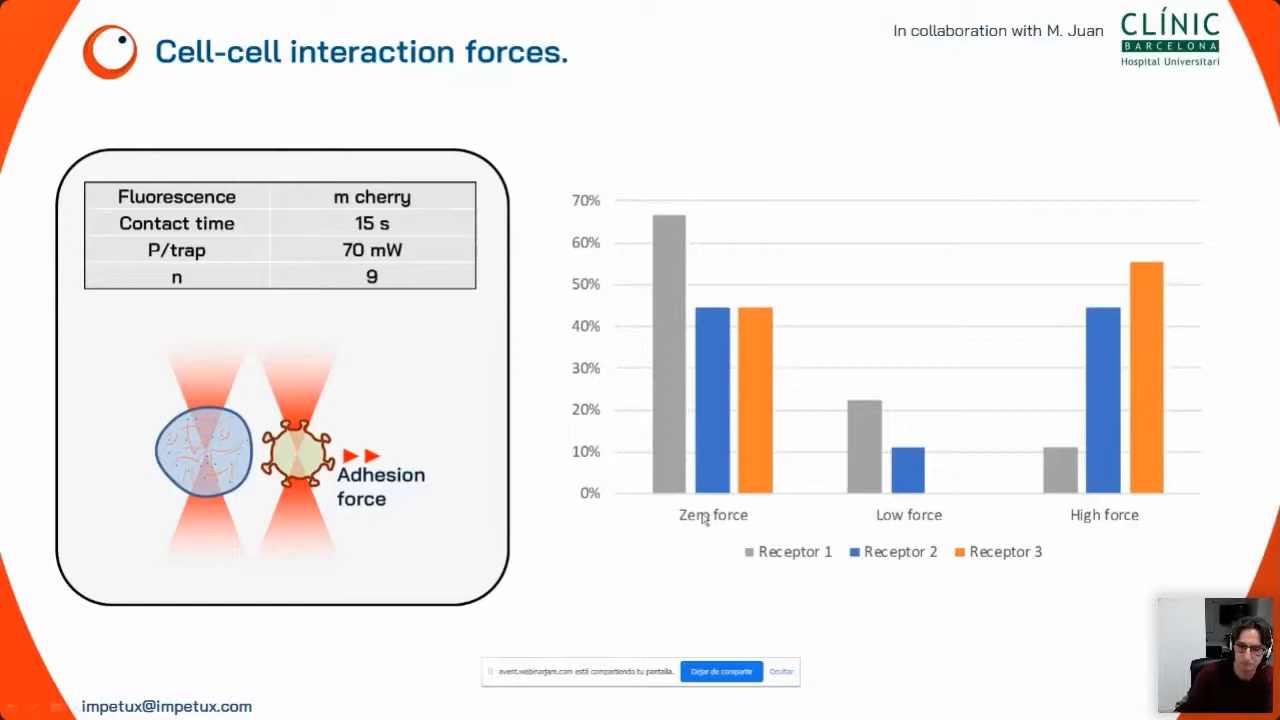 Cell-cell interaction forces.
In collaboration with M. Juan
CLÍNIC
BARCELONA
Hospital Universitari
Fluorescence m cherry
Contact time 15 s
P/trap 70 mW
n 9
Adhesion
force
70%
60%
50%
40%
30%
20%
10%
0%
Zero force Low force High force
Receptor 1 Receptor 2 Receptor 3
event.webinarjam.com está compartiendo tu pantalla. Dejar de compartir Ocultar
impetux@impetux.com